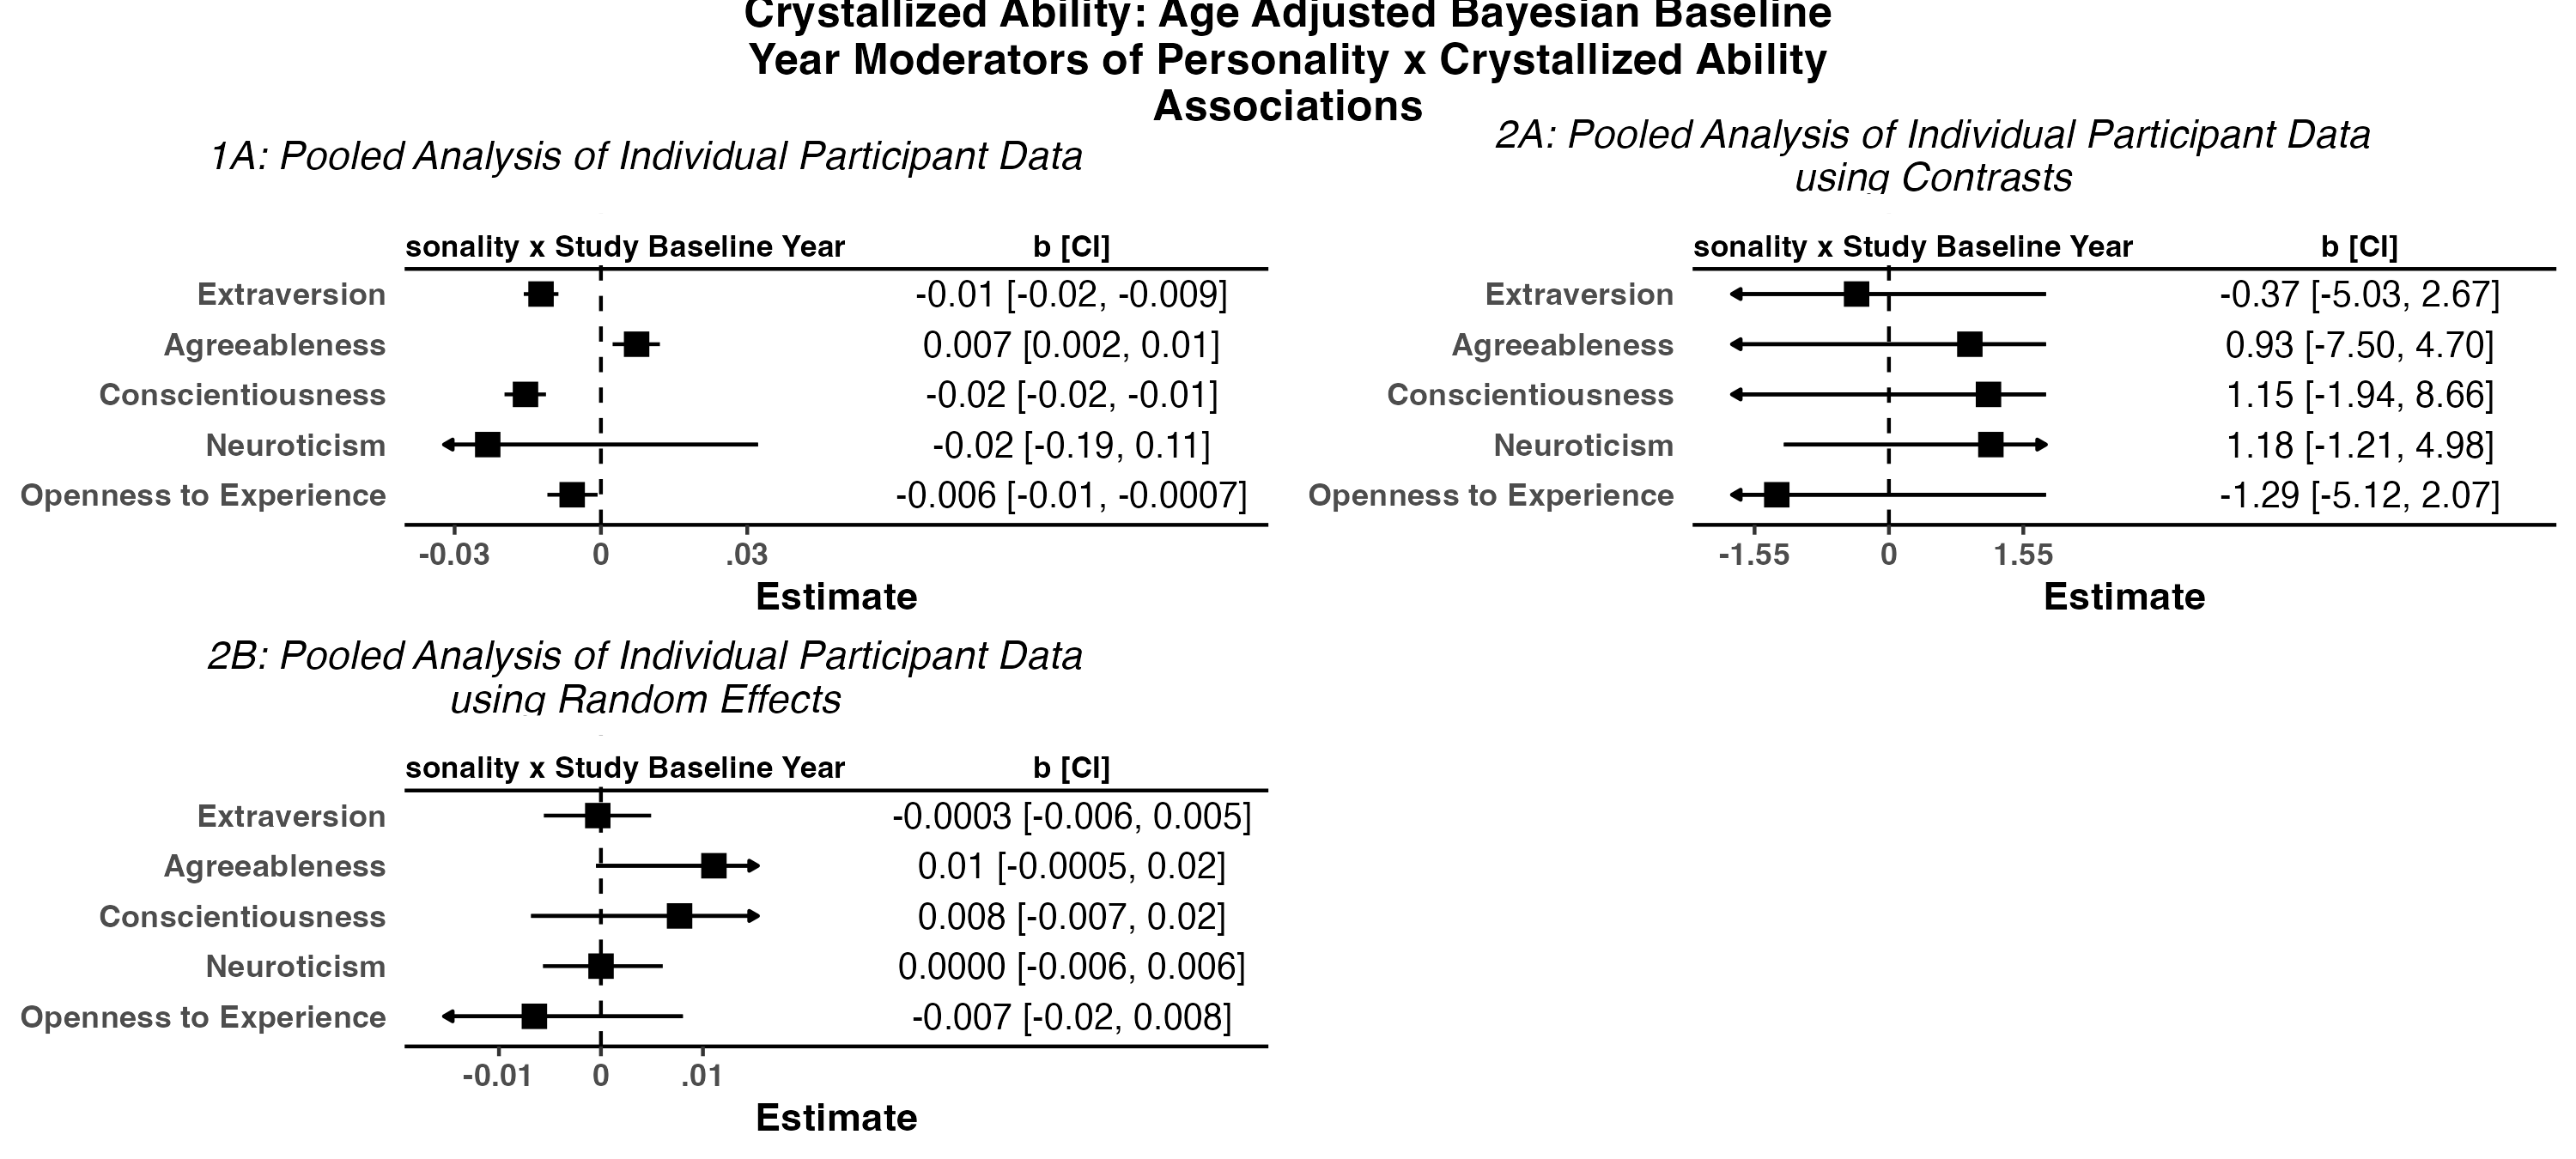 Crystallized Ability: Age Adjusted Bayesian Baseline
Year Moderators of Personality x Crystallized Ability
Associations
1A: Pooled Analysis of Individual Participant Data
sonality x Study Baseline Year b [CI]
Extraversion -0.01 [-0.02, -0.009]
Agreeableness 0.007 [0.002, 0.01]
Conscientiousness -0.02 [-0.02, -0.01]
Neuroticism -0.02 [-0.19, 0.11]
Openness to Experience -0.006 [-0.01, -0.0007]
-0.03 0 .03
Estimate
2A: Pooled Analysis of Individual Participant Data
using Contrasts
sonality x Study Baseline Year b [CI]
Extraversion -0.37 [-5.03, 2.67]
Agreeableness 0.93 [-7.50, 4.70]
Conscientiousness 1.15 [-1.94, 8.66]
Neuroticism 1.18 [-1.21, 4.98]
Openness to Experience -1.29 [-5.12, 2.07]
-1.55 0 1.55
Estimate
2B: Pooled Analysis of Individual Participant Data
using Random Effects
sonality x Study Baseline Year b [CI]
Extraversion -0.0003 [-0.006, 0.005]
Agreeableness 0.01 [-0.0005, 0.02]
Conscientiousness 0.008 [-0.007, 0.02]
Neuroticism 0.0000 [-0.006, 0.006]
Openness to Experience -0.007 [-0.02, 0.008]
-0.01 0 .01
Estimate